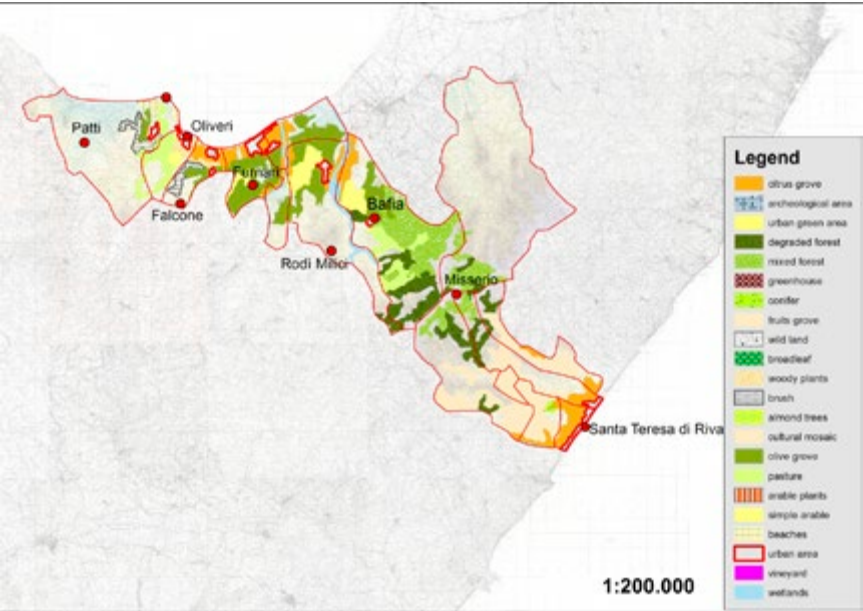 Patti
Oliveri
Furnari
Falcone
Bafia
Rodi Milici
Misserio
Santa Teresa di Riva
1:200.000
Legend
citrus grove
archeological area
urban green area
degraded forest
mixed forest
greenhouse
conifer
fruits grove
wild land
broadleaf
woody plants
brush
almond trees
cultural mosaic
olive grove
pasture
arable plants
simple arable
beaches
urban area
vineyard
wetlands